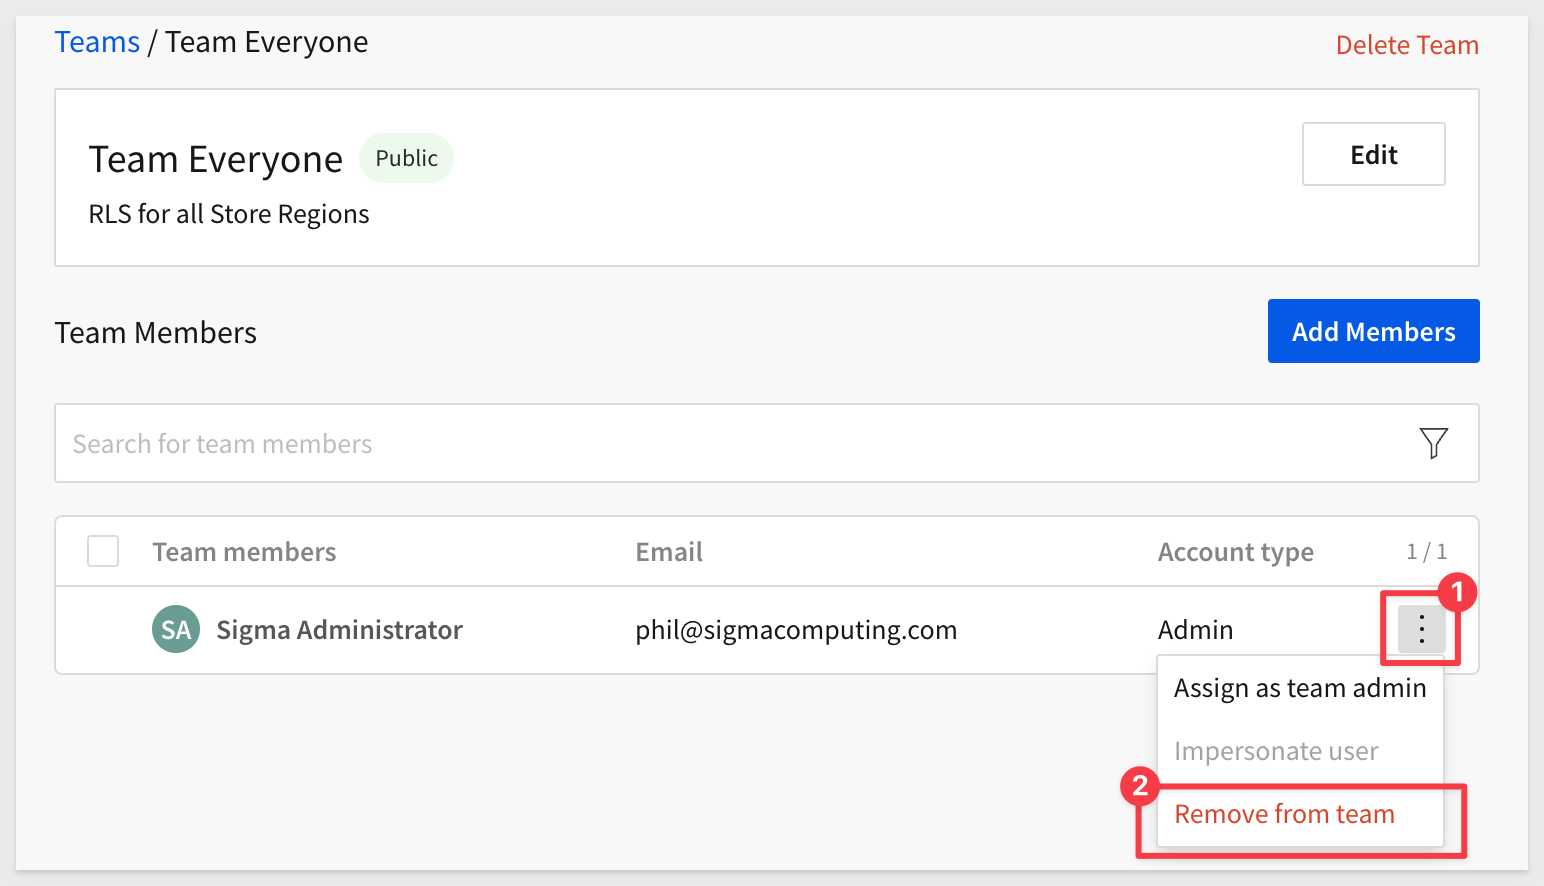 Teams / Team Everyone
Delete Team
Team Everyone
Public
Edit
RLS for all Store Regions
Team Members
Add Members
Search for team members
Team members
Email
Account type
1 / 1
1
SA
Sigma Administrator
phil@sigmacomputing.com
Admin
Assign as team admin
Impersonate user
2
Remove from team